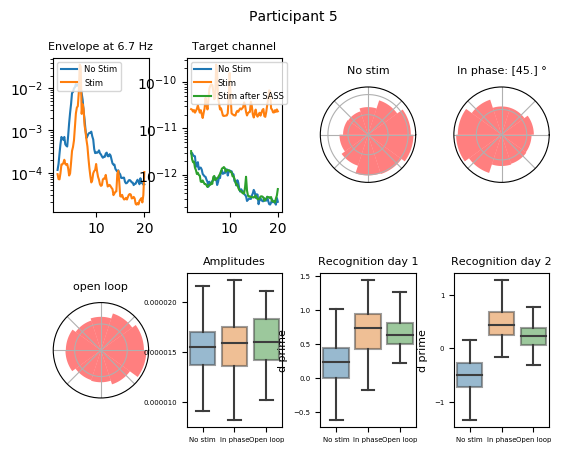 Participant 5
Envelope at 6.7 Hz
No Stim
Stim
10⁻²
10⁻³
10⁻⁴
10 20
Target channel
No Stim
Stim
Stim after SASS
10⁻¹⁰
10⁻¹¹
10⁻¹²
10 20
No stim
In phase: [45.] °
open loop
Amplitudes
0.000020
0.000015
0.000010
No stim In phase Open loop
Recognition day 1
d prime
1.5
1.0
0.5
0.0
−0.5
No stim In phase Open loop
Recognition day 2
d prime
1
0
−1
No stim In phase Open loop